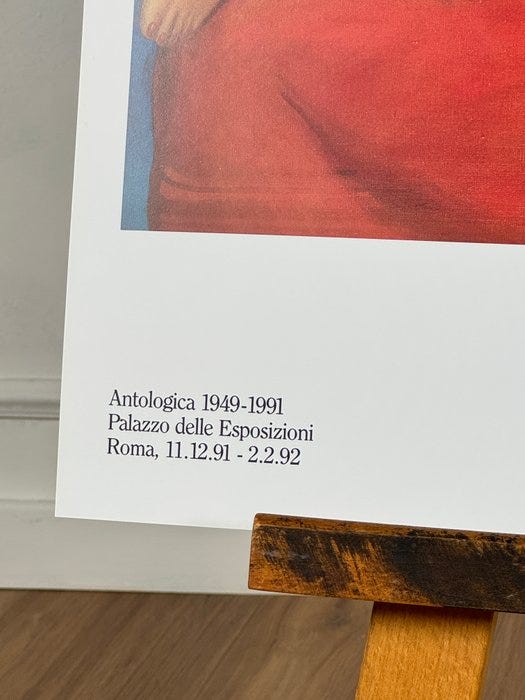 Antologica 1949-1991
Palazzo delle Esposizioni
Roma, 11.12.91 - 2.2.92